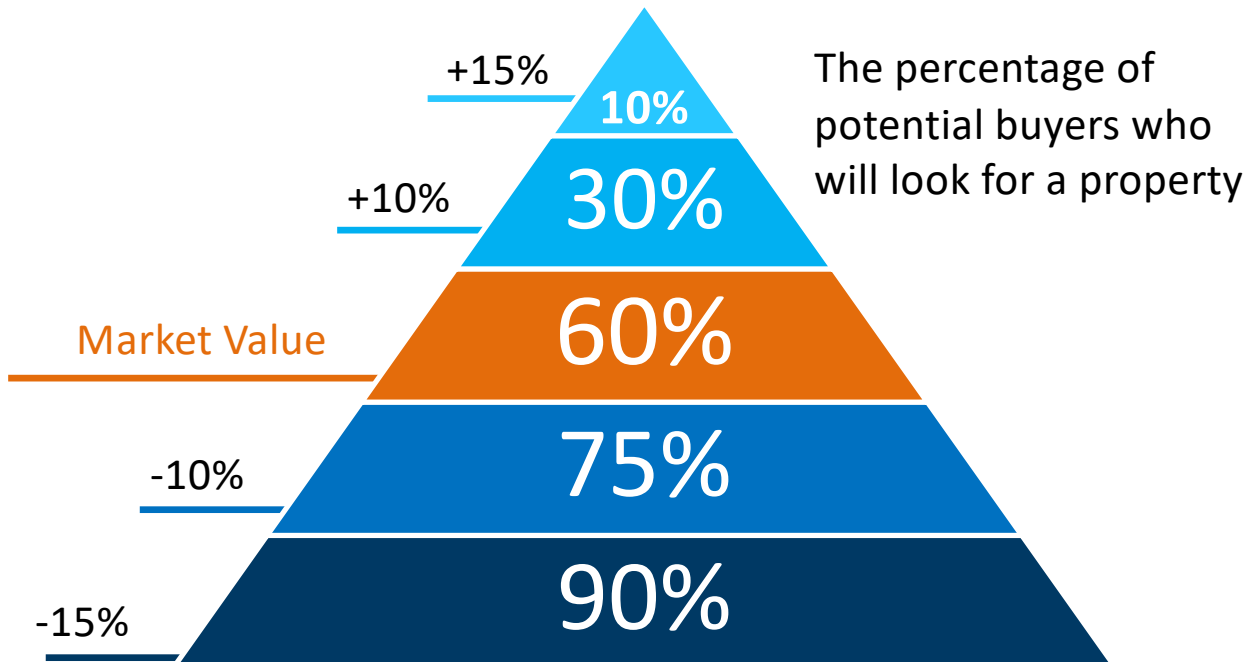 +15%
10%
The percentage of
potential buyers who
will look for a property
+10%
30%
Market Value
60%
-10%
75%
-15%
90%